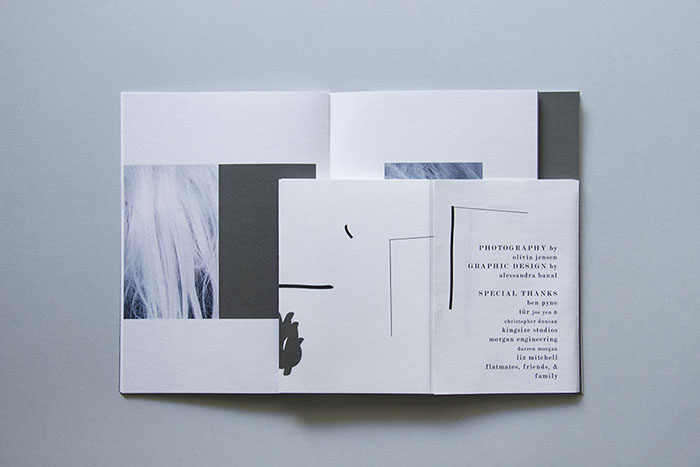 PHOTOGRAPHY by
olivia jensen
GRAPHIC DESIGN by
alessandra banal
SPECIAL THANKS
ben pyne
tür joe yen &
christopher duncan
kingsize studios
morgan engineering
darren morgan
liz mitchell
flatmates, friends, &
family